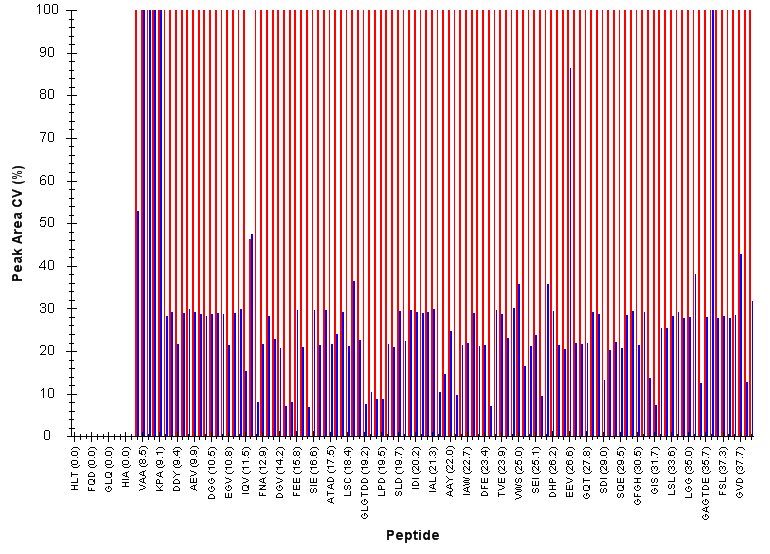 100
90
80
70
60
50
40
30
20
10
0
Peak Area CV (%)
HLT (0.0)
FQD (0.0)
GLQ (0.0)
HIA (0.0)
VAA (8.5)
KPA (9.1)
DDY (9.4)
AEV (9.9)
DGG (10.5)
EGV (10.8)
IQV (11.5)
FNA (12.9)
DGV (14.2)
FEE (15.8)
SIE (16.6)
ATAD (17.5)
LSC (18.4)
GLGTDD (19.2)
LPD (19.5)
SLD (19.7)
IDI (20.2)
IAL (21.3)
AAY (22.0)
IAW (22.7)
DFE (23.4)
TVE (23.9)
VWS (25.0)
SEI (25.1)
DHP (26.2)
EEV (26.6)
GQT (27.8)
SDI (29.0)
SQE (29.5)
GFGH (30.5)
GIS (31.7)
LSL (33.6)
LGG (35.0)
GAGTDE (35.7)
FSL (37.3)
GVD (37.7)
Peptide